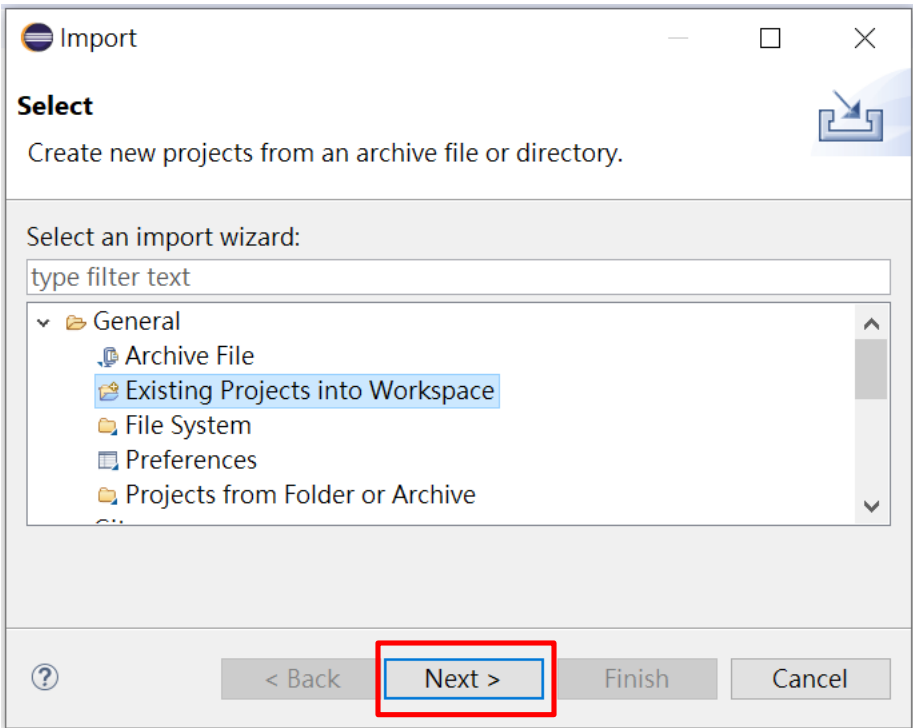 Import
Select
Create new projects from an archive file or directory.
Select an import wizard:
type filter text
General
Archive File
Existing Projects into Workspace
File System
Preferences
Projects from Folder or Archive
? < Back Next > Finish Cancel